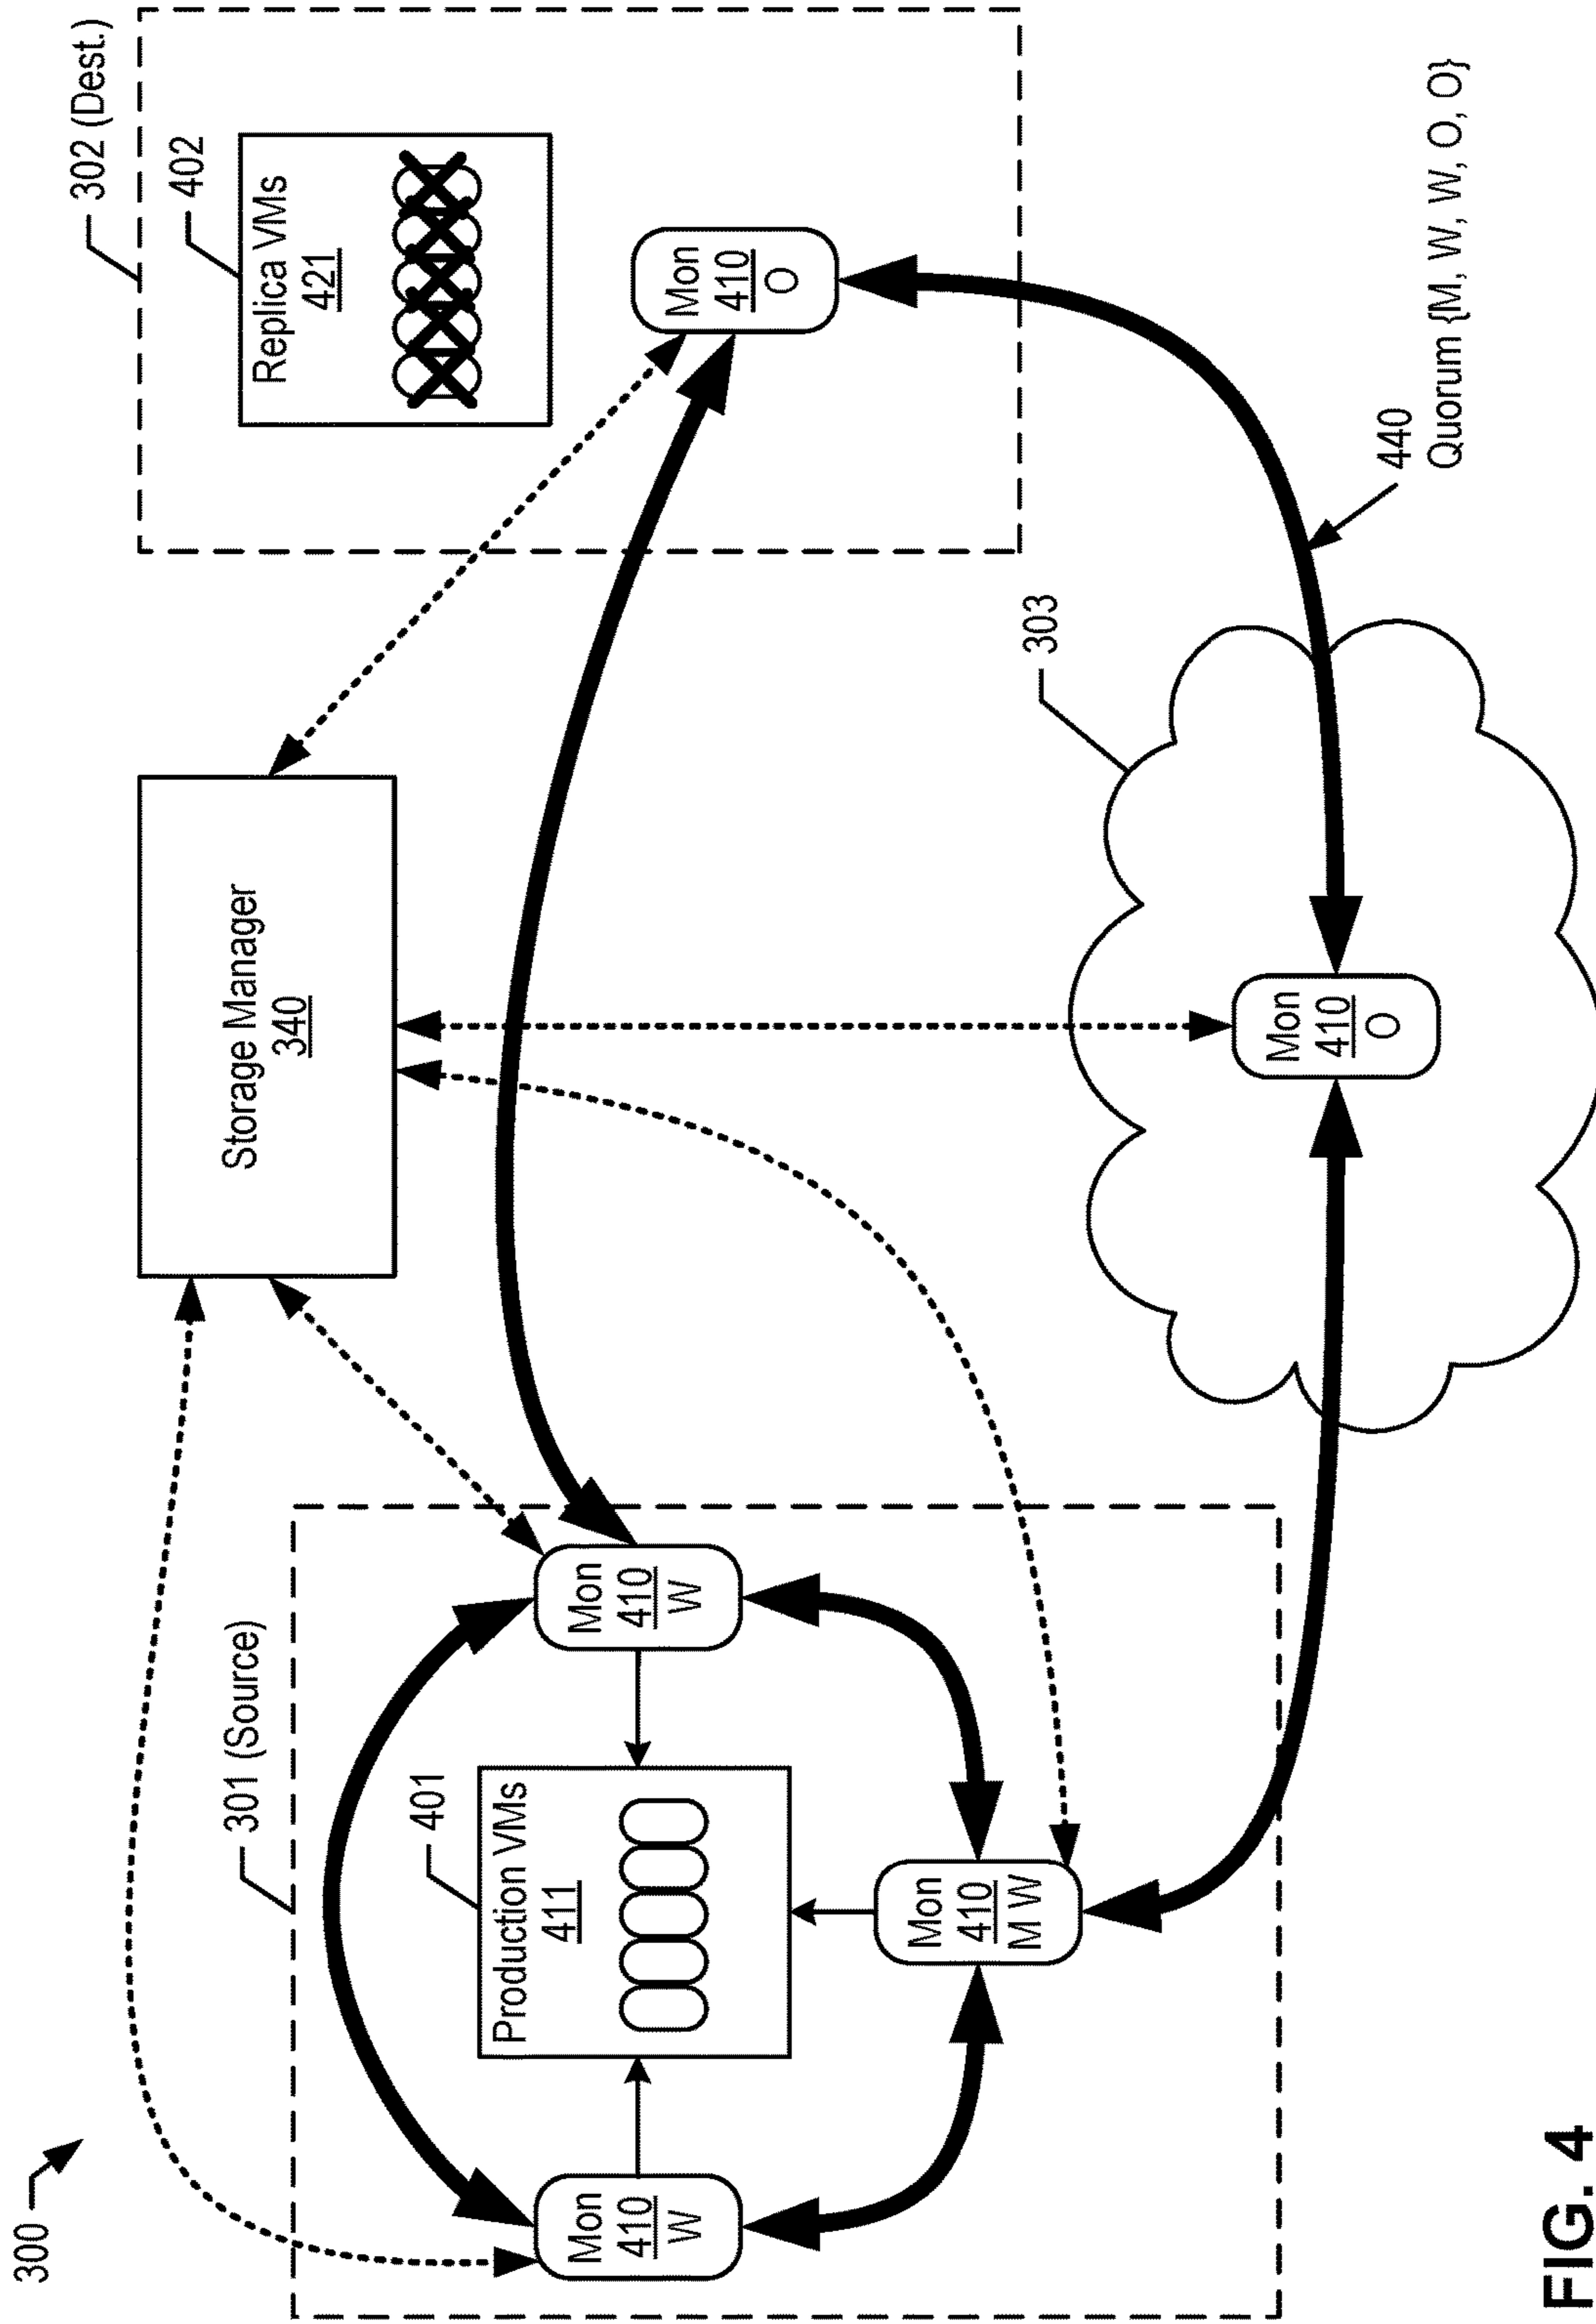 300
301 (Source)
Storage Manager
340
302 (Dest.)
402
Replica VMs
421
401
Production VMs
411
Mon
410
W
Mon
410
W
Mon
410
O
Mon
410
M W
303
Mon
410
O
440
Quorum {M, W, W, O, O}
FIG. 4